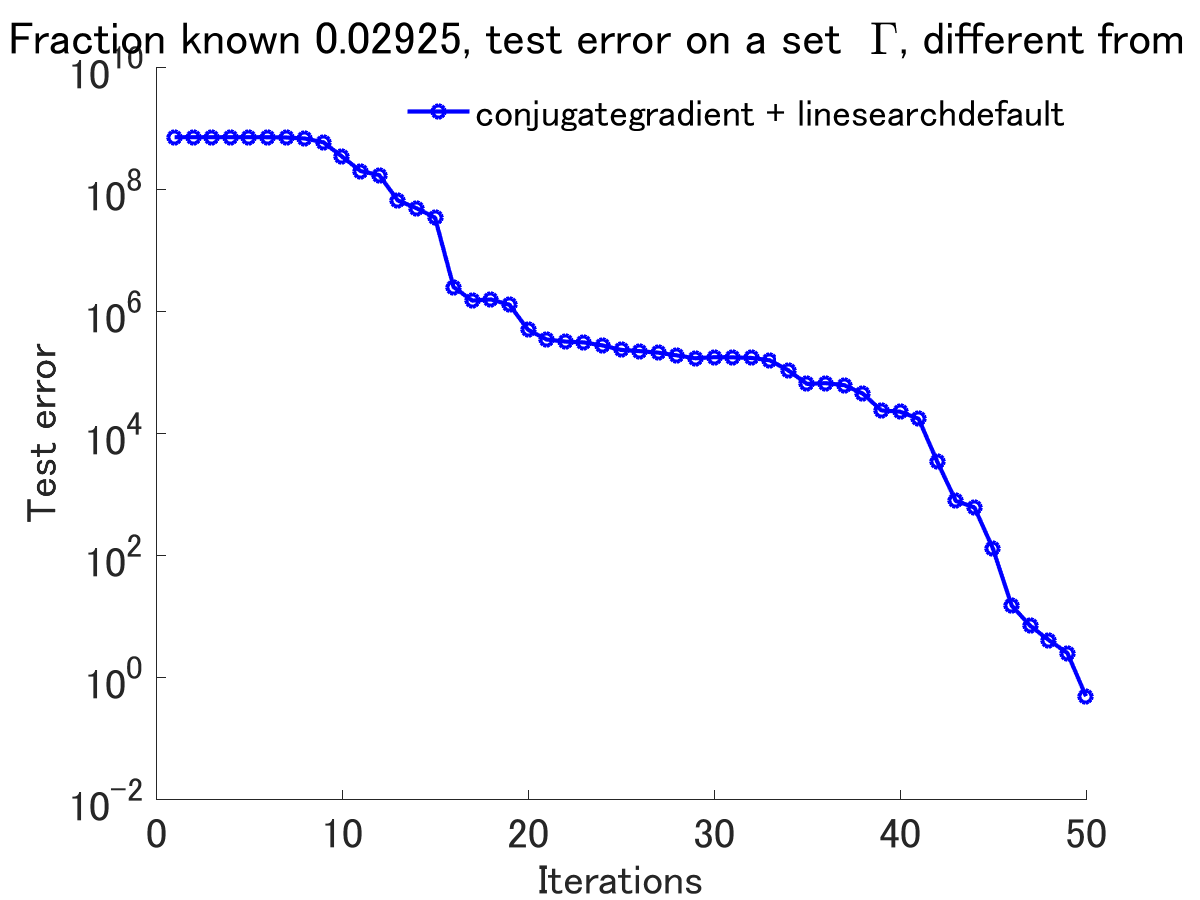 Fraction known 0.02925, test error on a set Γ, different from
conjugategradient + linesearchdefault
10^10
10^8
10^6
10^4
10^2
10^0
10^-2
Test error
0 10 20 30 40 50
Iterations